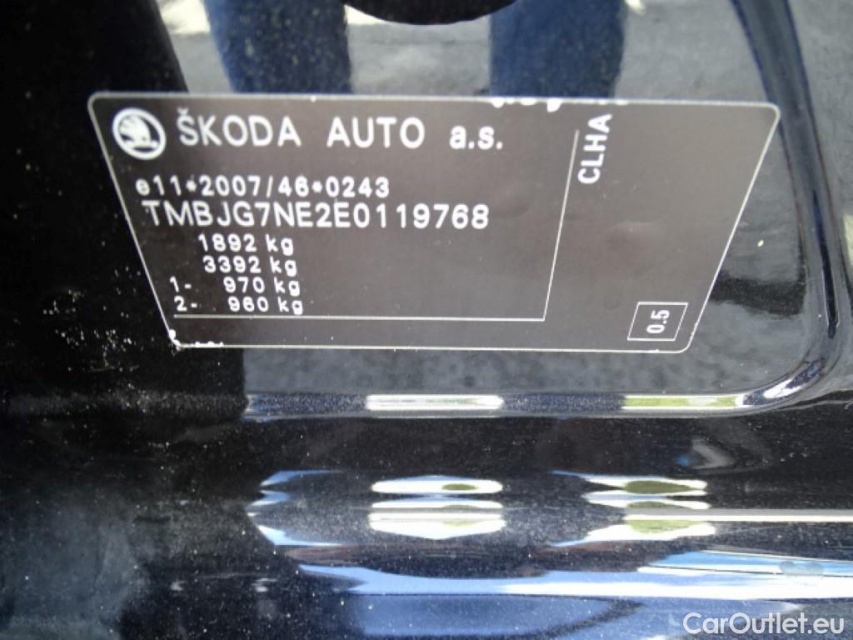 ŠKODA AUTO a.s.
e11*2007/46*0243
TMBJG7NE2E0119768
1892 kg
3392 kg
1- 970 kg
2- 960 kg
CLHA
0.5
CarOutlet.eu